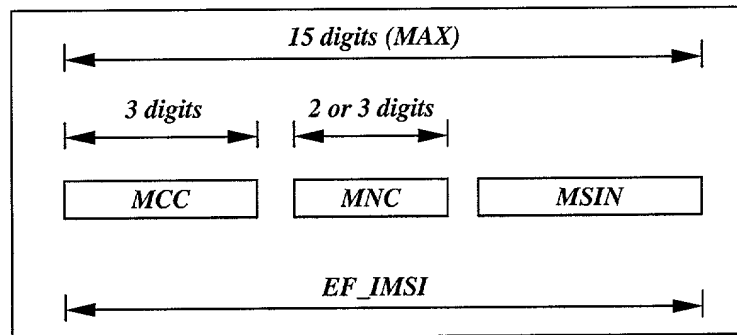 15 digits (MAX)
3 digits
2 or 3 digits
MCC
MNC
MSIN
EF_IMSI